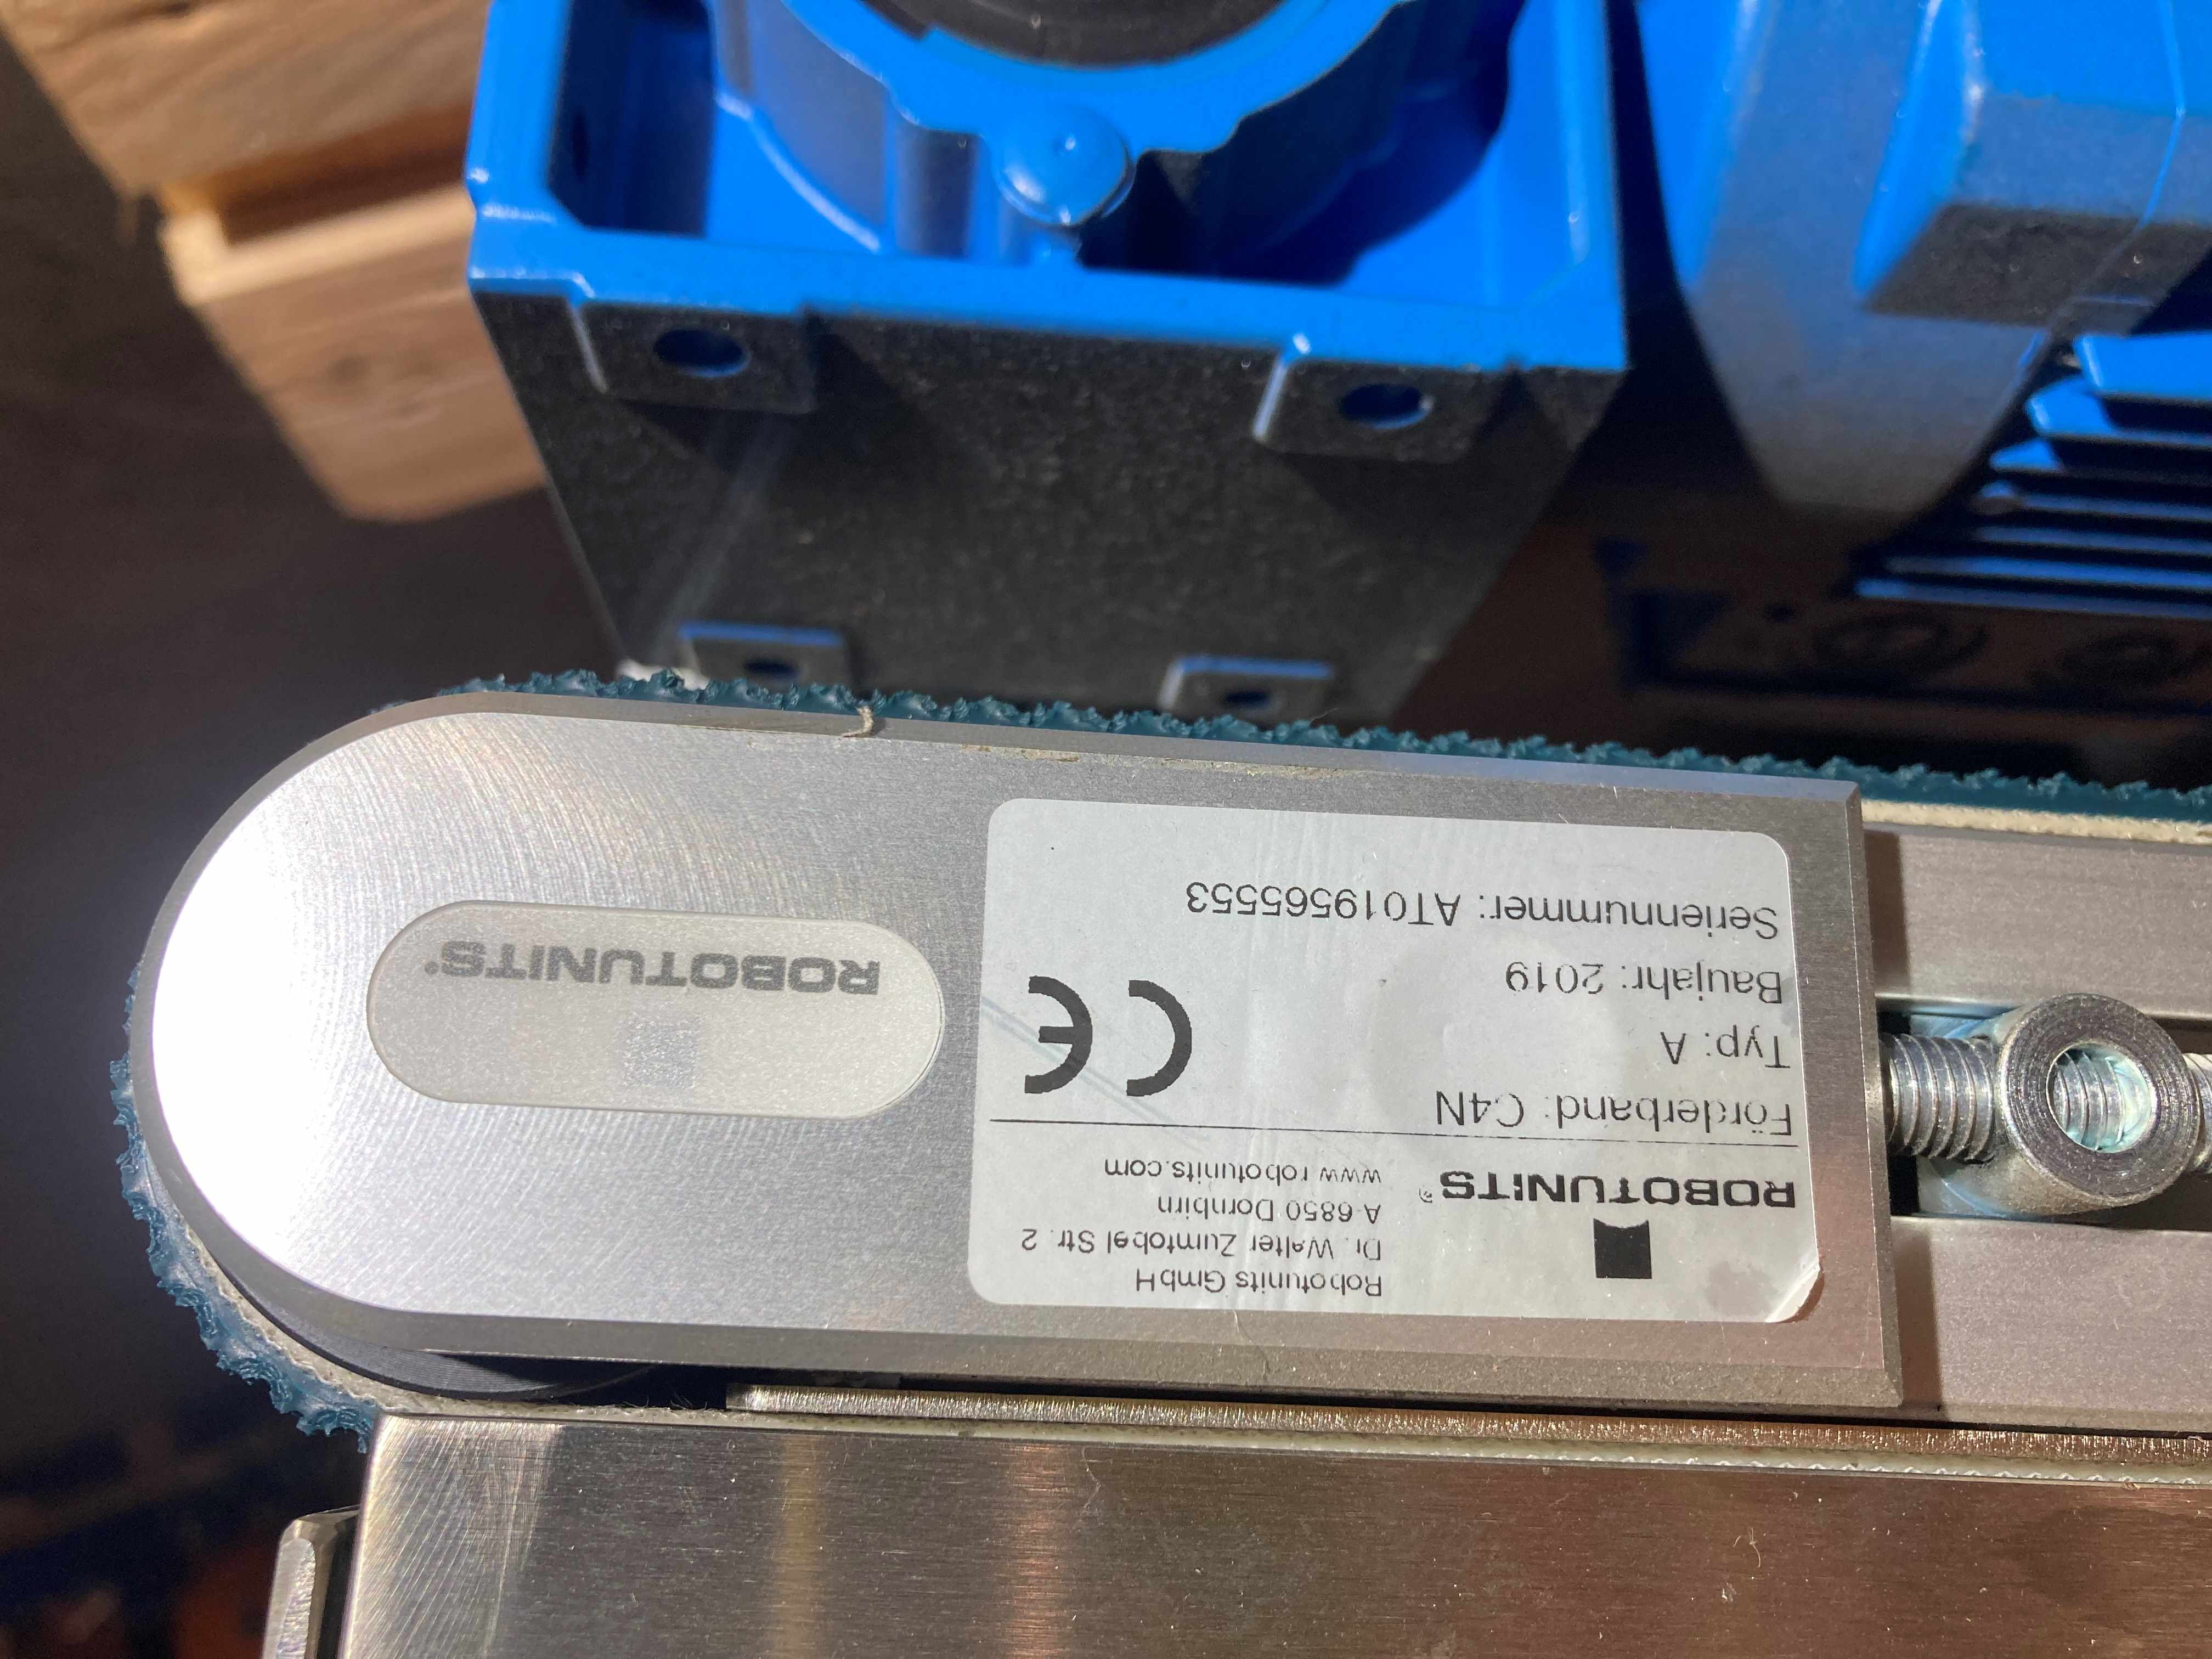 Robotunits GmbH
Dr. Walter Zumtobel Str. 2
A-6850 Dornbirn
www.robotunits.com
ROBOTUNITS®
Förderband: C4N
Typ: A
Baujahr: 2019
Seriennummer: AT019565553
CE
ROBOTUNITS®